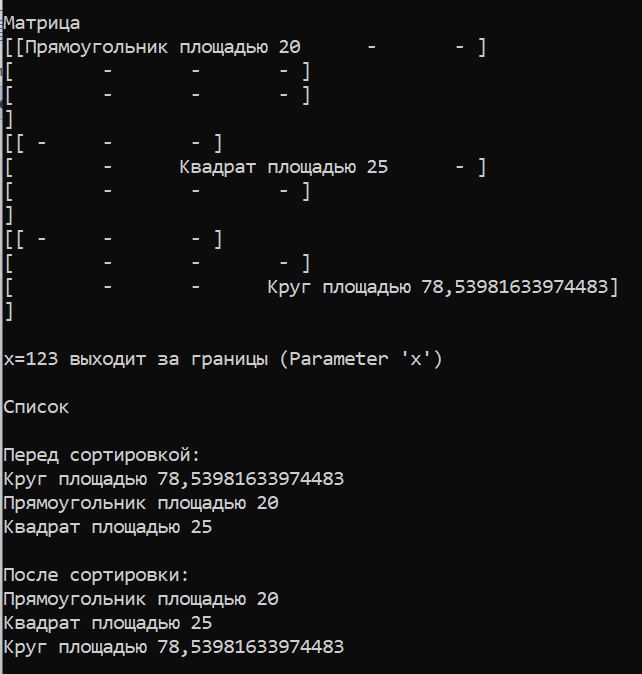 Матрица
[[Прямоугольник площадью 20      -       - ]
[        -       -       - ]
[        -       -       - ]
]
[[ -     -       - ]
[        -      Квадрат площадью 25      - ]
[        -       -       - ]
]
[[ -     -       - ]
[        -       -       - ]
[        -       -      Круг площадью 78,53981633974483]
]
x=123 выходит за границы (Parameter 'x')
Список
Перед сортировкой:
Круг площадью 78,53981633974483
Прямоугольник площадью 20
Квадрат площадью 25
После сортировки:
Прямоугольник площадью 20
Квадрат площадью 25
Круг площадью 78,53981633974483